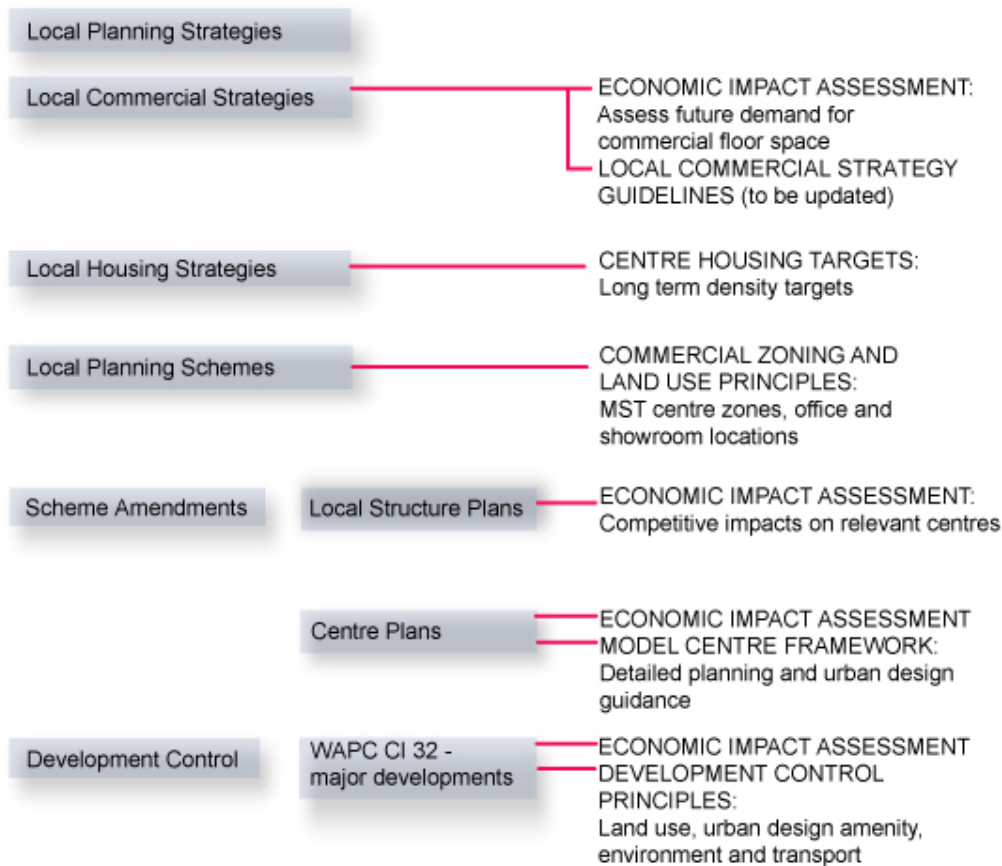 Local Planning Strategies
Local Commercial Strategies
ECONOMIC IMPACT ASSESSMENT:
Assess future demand for
commercial floor space
LOCAL COMMERCIAL STRATEGY
GUIDELINES (to be updated)
Local Housing Strategies
CENTRE HOUSING TARGETS:
Long term density targets
Local Planning Schemes
COMMERCIAL ZONING AND
LAND USE PRINCIPLES:
MST centre zones, office and
showroom locations
Scheme Amendments
Local Structure Plans
ECONOMIC IMPACT ASSESSMENT:
Competitive impacts on relevant centres
Centre Plans
ECONOMIC IMPACT ASSESSMENT
MODEL CENTRE FRAMEWORK:
Detailed planning and urban design
guidance
Development Control
WAPC CI 32 -
major developments
ECONOMIC IMPACT ASSESSMENT
DEVELOPMENT CONTROL
PRINCIPLES:
Land use, urban design amenity,
environment and transport